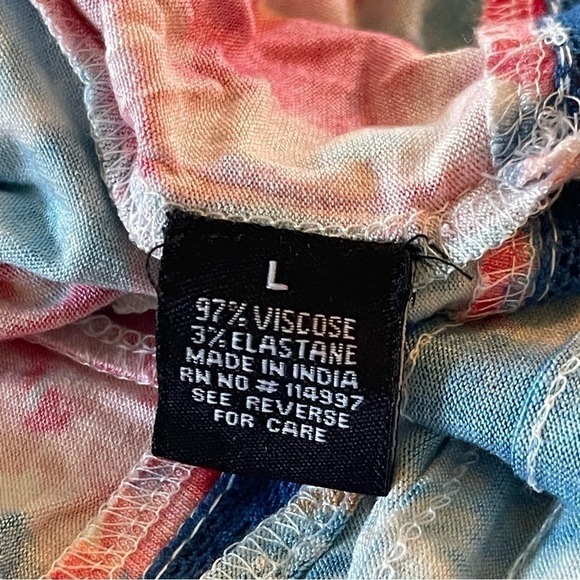 L
97% VISCOSE
3% ELASTANE
MADE IN INDIA
RN NO # 114997
SEE REVERSE
FOR CARE